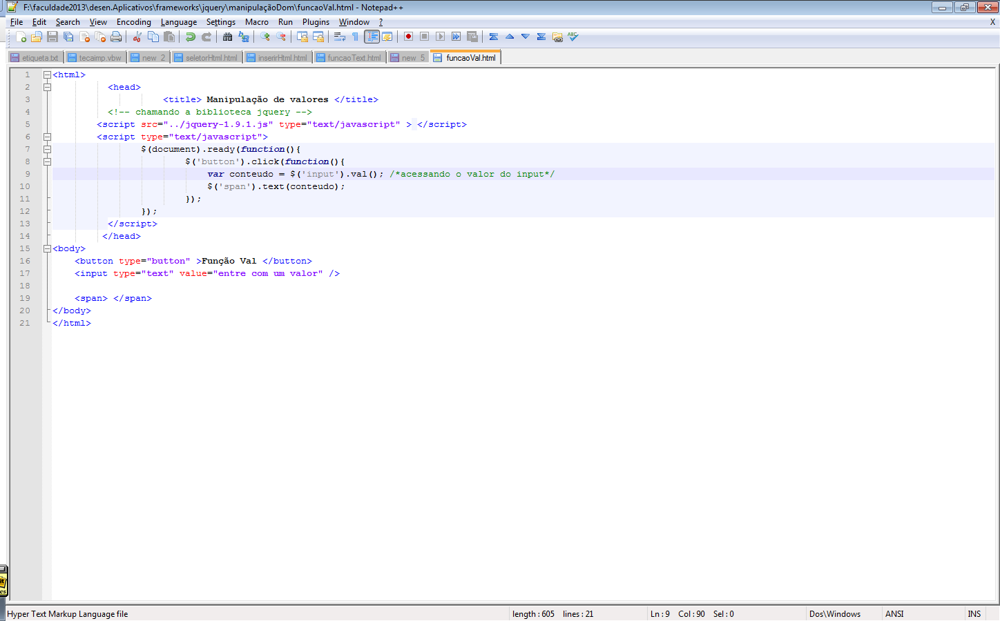 F:\faculdade2013\desen.Aplicativos\frameworks\jquery\manipulaçãoDom\funcaoVal.html - Notepad++
File Edit Search View Encoding Language Settings Macro Run Plugins Window ? X
etiqueta.txt tecaimp.vbw new 2 seletorHtml.html inserirHtml.html funcaoText.html new 5 funcaoVal.html
1 <html>
2 <head>
3 <title> Manipulação de valores </title>
4 <!-- chamando a biblioteca jquery -->
5 <script src="../jquery-1.9.1.js" type="text/javascript" > </script>
6 <script type="text/javascript">
7 $(document).ready(function(){
8 $('button').click(function(){
9 var conteudo = $('input').val(); /*acessando o valor do input*/
10 $('span').text(conteudo);
11 });
12 });
13 </script>
14 </head>
15 <body>
16 <button type="button" >Função Val </button>
17 <input type="text" value="entre com um valor" />
18
19 <span> </span>
20 </body>
21 </html>
Hyper Text Markup Language file length : 605 lines : 21 Ln : 9 Col : 90 Sel : 0 Dos\Windows ANSI INS